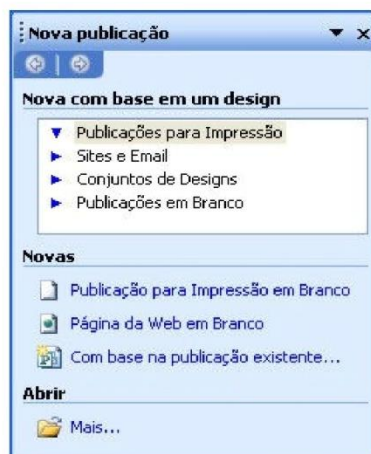 Nova publicação
Nova com base em um design
Publicações para Impressão
Sites e Email
Conjuntos de Designs
Publicações em Branco
Novas
Publicação para Impressão em Branco
Página da Web em Branco
Com base na publicação existente...
Abrir
Mais...